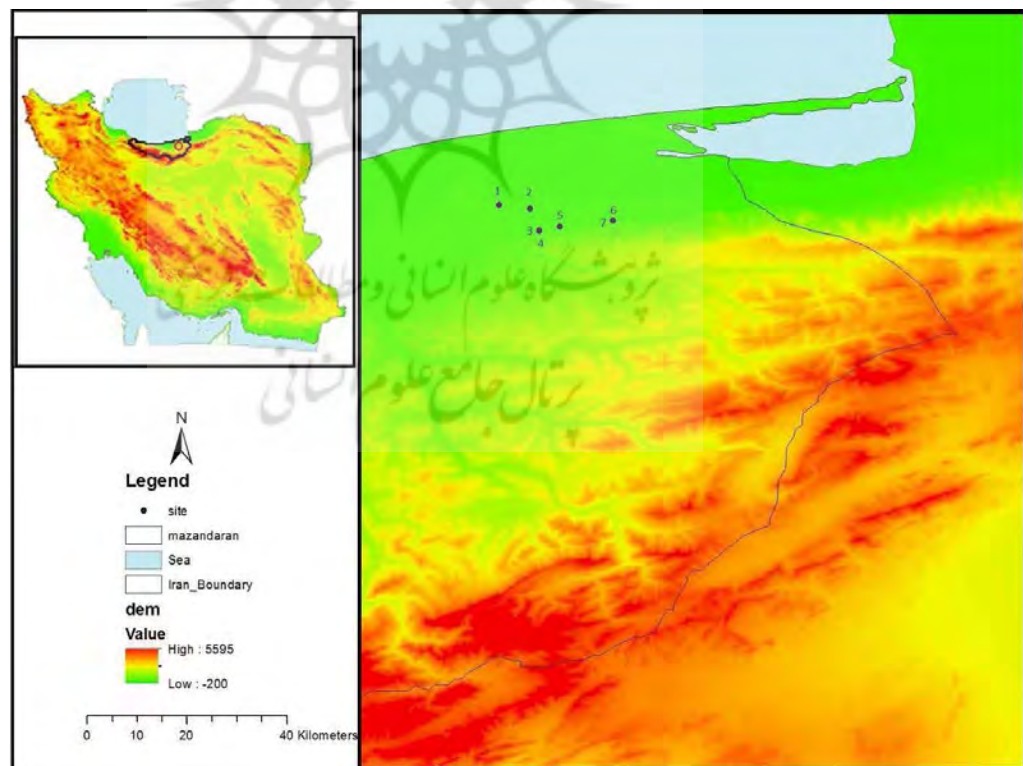 N
Legend
site
mazandaran
Sea
Iran_Boundary
dem
Value
High : 5595
Low : -200
0 10 20 40 Kilometers
1
2
3
4
5
6
7
پژوهشگاه علوم انسانی و مطالعات فرهنگی
پرتال جامع علوم انسانی